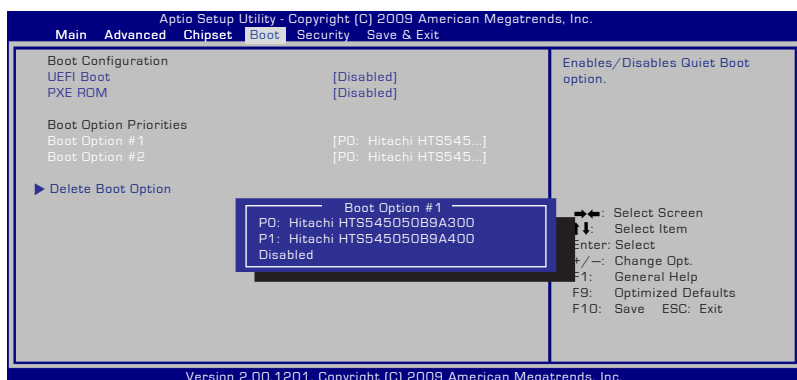 Aptio Setup Utility - Copyright (C) 2009 American Megatrends, Inc.
Main Advanced Chipset Boot Security Save & Exit
Boot Configuration
UEFI Boot [Disabled]
PXE ROM [Disabled]
Boot Option Priorities
Boot Option #1 [P0: Hitachi HTS545...]
Boot Option #2 [P0: Hitachi HTS545...]
Delete Boot Option
Boot Option #1
P0: Hitachi HTS545050B9A300
P1: Hitachi HTS545050B9A400
Disabled
Enables/Disables Quiet Boot
option.
→←: Select Screen
↑↓: Select Item
Enter: Select
+/—: Change Opt.
F1: General Help
F9: Optimized Defaults
F10: Save ESC: Exit
Version 2.00.1201. Copyright (C) 2009 American Megatrends, Inc.